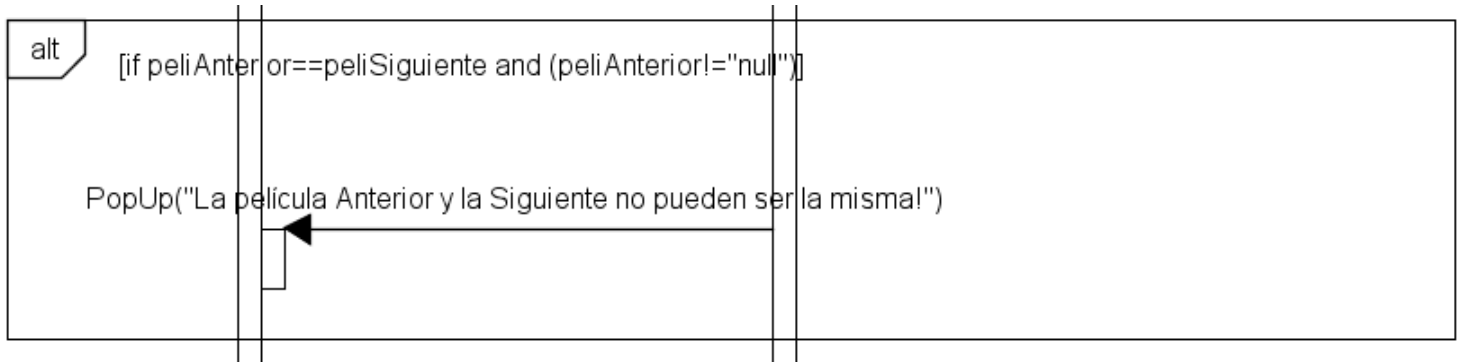 alt
[if peliAnterior==peliSiguiente and (peliAnterior!="null")]
PopUp("La película Anterior y la Siguiente no pueden ser la misma!")